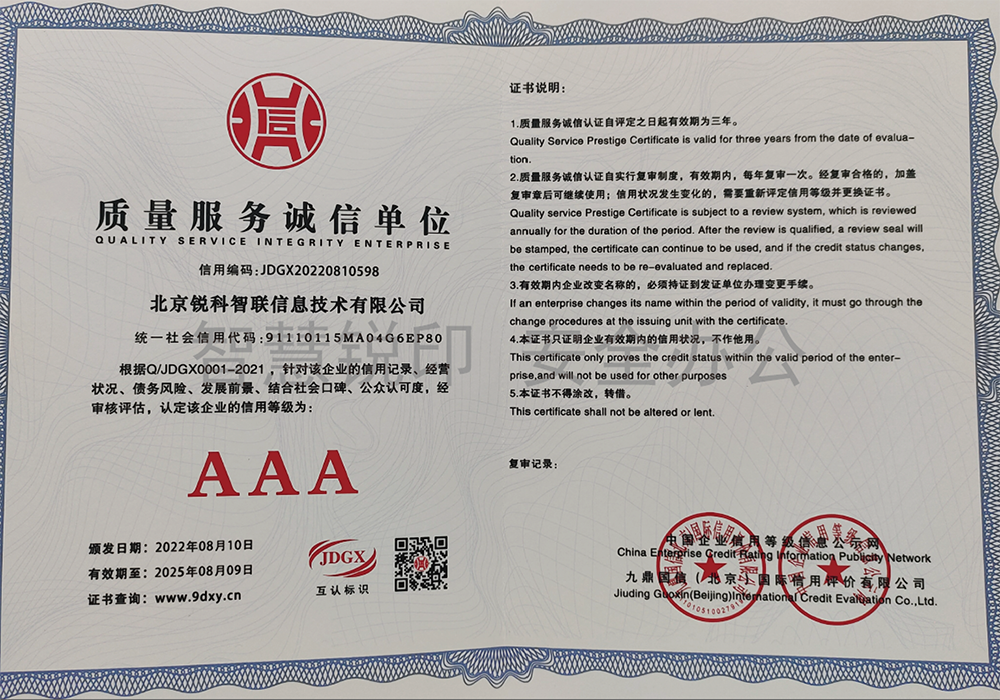 信
质量服务诚信单位
QUALITY SERVICE INTEGRITY ENTERPRISE
信用编码:JDGX20220810598
北京锐科智联信息技术有限公司
统一社会信用代码:91110115MA04G6EP80
根据Q/JDGX0001-2021，针对该企业的信用记录、经营
状况、债务风险、发展前景、结合社会口碑、公众认可度，经
审核评估，认定该企业的信用等级为：
AAA
颁发日期：2022年08月10日
有效期至：2025年08月09日
证书查询：www.9dxy.cn
JDGX
互认标识
证书说明：
1.质量服务诚信认证自评定之日起有效期为三年。
Quality Service Prestige Certificate is valid for three years from the date of evalua-
tion.
2.质量服务诚信认证自实行复审制度，有效期内，每年复审一次。经复审合格的，加盖
复审章后可继续使用；信用状况发生变化的，需要重新评定信用等级并更换证书。
Quality service Prestige Certificate is subject to a review system, which is reviewed
annually for the duration of the period. After the review is qualified, a review seal will
be stamped, the certificate can continue to be used, and if the credit status changes,
the certificate needs to be re-evaluated and replaced.
3.有效期内企业改变名称的，必须持证到发证单位办理变更手续。
If an enterprise changes its name within the period of validity, it must go through the
change procedures at the issuing unit with the certificate.
4.本证书只证明企业有效期内的信用状况，不作他用。
This certificate only proves the credit status within the valid period of the enter-
prise,and will not be used for other purposes
5.本证书不得涂改，转借。
This certificate shall not be altered or lent.
复审记录：
中国企业信用等级信息公示网
China Enterprise Credit Rating Information Publicity Network
九鼎国信（北京）国际信用评价有限公司
Jiuding Guoxin(Beijing)International Credit Evaluation Co.,Ltd.
智慧锐印 安全办公